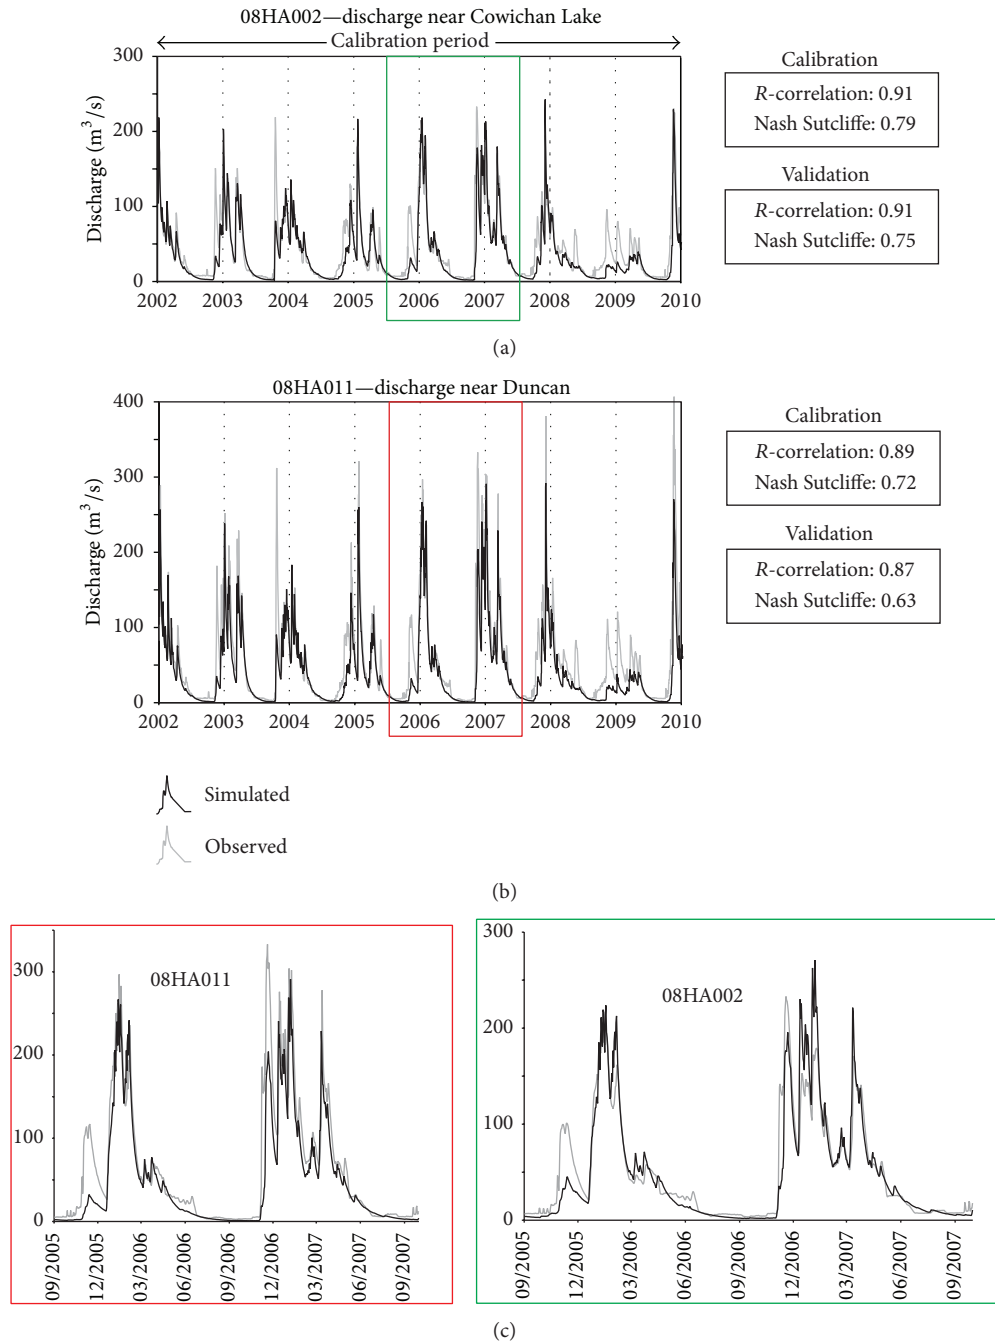 08HA002—discharge near Cowichan Lake
Calibration period
300
200
100
0
Discharge (m³/s)
2002 2003 2004 2005 2006 2007 2008 2009 2010
Calibration
R-correlation: 0.91
Nash Sutcliffe: 0.79
Validation
R-correlation: 0.91
Nash Sutcliffe: 0.75
(a)
08HA011—discharge near Duncan
400
300
200
100
0
Discharge (m³/s)
2002 2003 2004 2005 2006 2007 2008 2009 2010
Calibration
R-correlation: 0.89
Nash Sutcliffe: 0.72
Validation
R-correlation: 0.87
Nash Sutcliffe: 0.63
Simulated
Observed
(b)
08HA011
300
200
100
0
09/2005 12/2005 03/2006 06/2006 09/2006 12/2006 03/2007 06/2007 09/2007
08HA002
300
200
100
0
09/2005 12/2005 03/2006 06/2006 09/2006 12/2006 03/2007 06/2007 09/2007
(c)